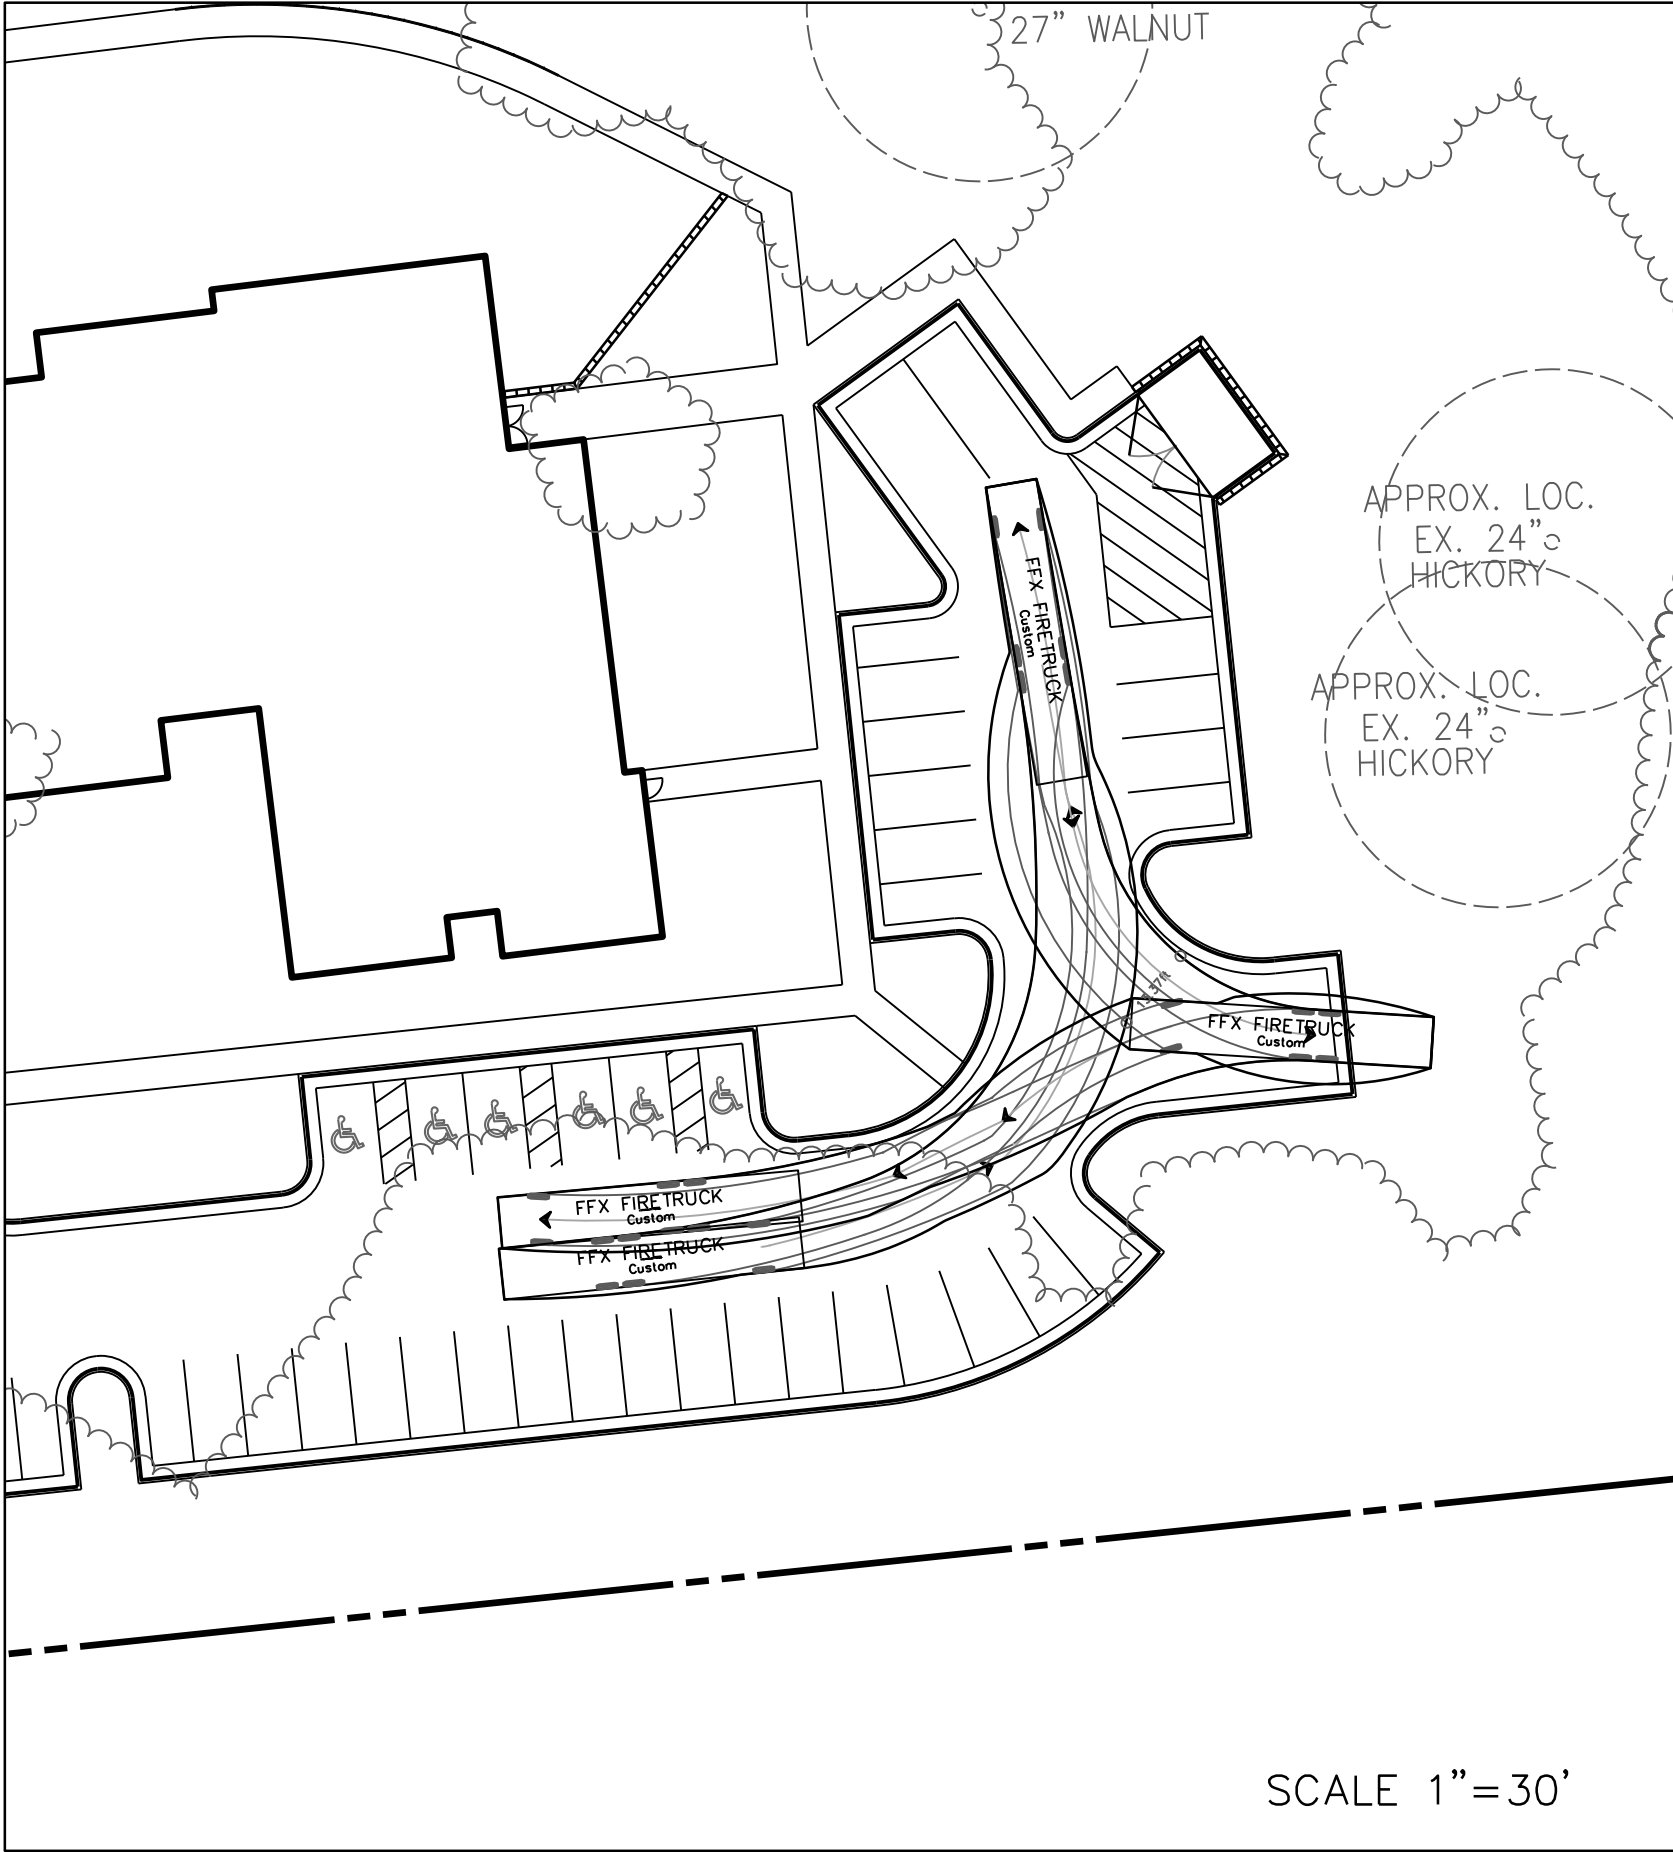 27” WALNUT
APPROX. LOC.
EX. 24”
HICKORY
FFX FIRETRUCK
Custom
APPROX. LOC.
EX. 24”
HICKORY
FFX FIRETRUCK
Custom
FFX FIRETRUCK
Custom
FFX FIRETRUCK
Custom
SCALE 1”=30’